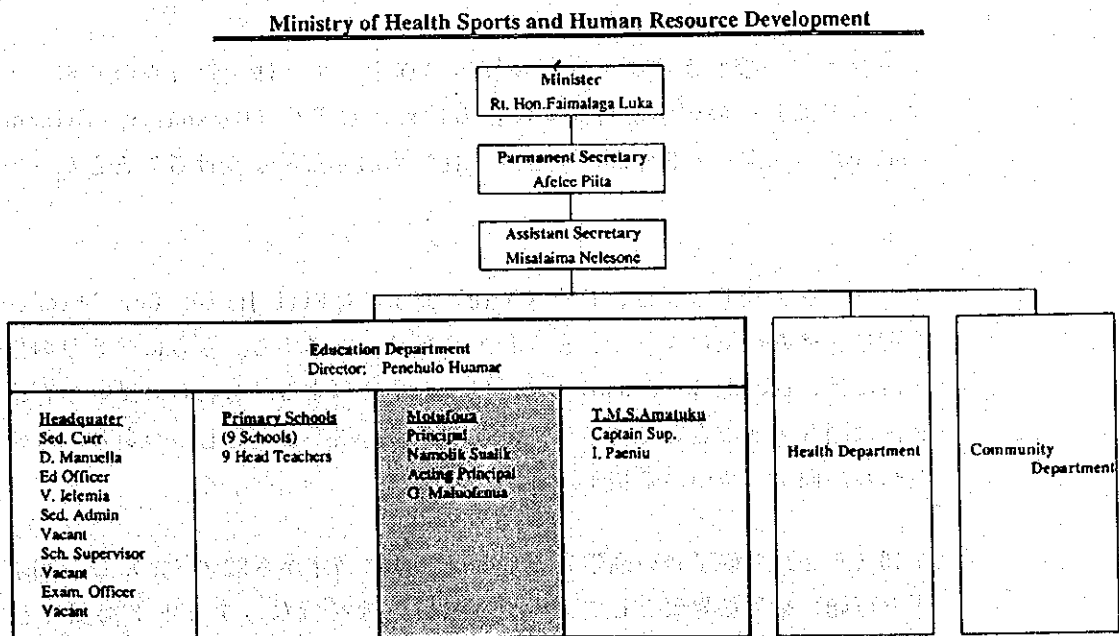 Ministry of Health Sports and Human Resource Development
Minister
Rt. Hon.Faimalaga Luka
Parmanent Secretary
Afelee Piita
Assistant Secretary
Misalaima Nelesone
Education Department
Director: Penehulo Huamar
Headquater
Sed. Curr
D. Manuella
Ed Officer
V. Ielemia
Sed. Admin
Vacant
Sch. Supervisor
Vacant
Exam. Officer
Vacant
Primary Schools
(9 Schools)
9 Head Teachers
Motufoua
Principal
Namolik Sualik
Acting Principal
G. Maluofenua
T.M.S.Amatuku
Captain Sup.
I. Paeniu
Health Department
Community
Department